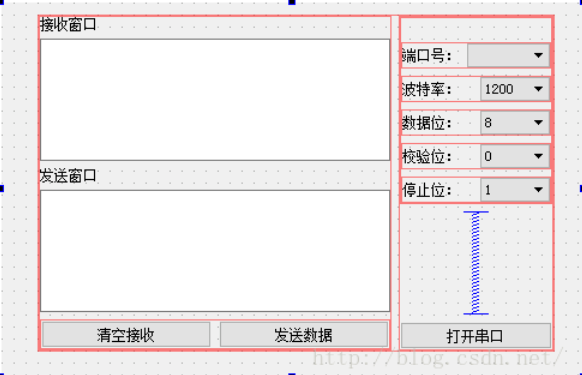 接收窗口
端口号：
波特率： 1200
数据位： 8
校验位： 0
发送窗口
停止位： 1
清空接收 发送数据 打开串口
http://blog.csdn.net/